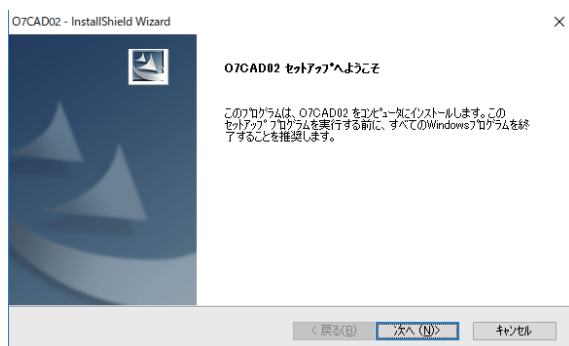 O7CAD02 - InstallShield Wizard
O7CAD02 ｾｯﾄｱｯﾌﾟへようこそ
このﾌﾟﾛｸﾞﾗﾑは、O7CAD02 をｺﾝﾋﾟｭｰﾀにｲﾝｽﾄｰﾙします。この
ｾｯﾄｱｯﾌﾟ ﾌﾟﾛｸﾞﾗﾑを実行する前に、すべてのWindowsﾌﾟﾛｸﾞﾗﾑを終
了することを推奨します。
< 戻る(B)
次へ (N)>
ｷｬﾝｾﾙ